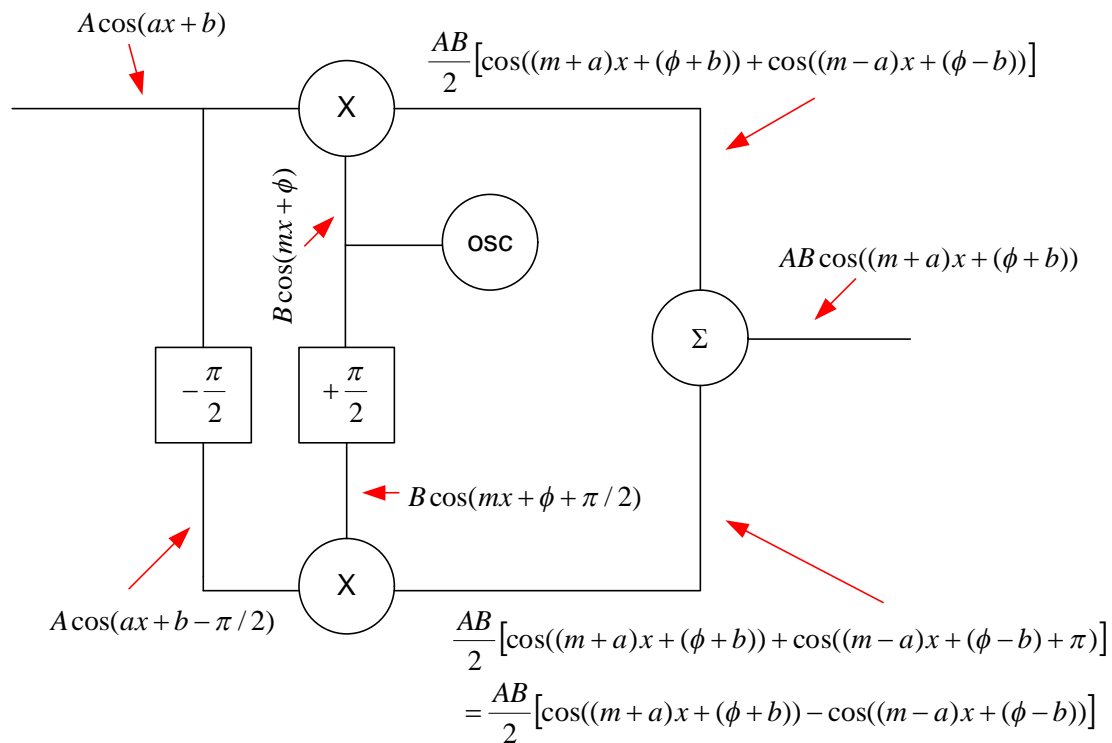 A cos(ax + b)
AB/2 [cos((m + a)x + (ϕ + b)) + cos((m − a)x + (ϕ − b))]
X
B cos(mx + ϕ)
OSC
AB cos((m + a)x + (ϕ + b))
Σ
−π/2
+π/2
B cos(mx + ϕ + π / 2)
X
A cos(ax + b − π / 2)
AB/2 [cos((m + a)x + (ϕ + b)) + cos((m − a)x + (ϕ − b) + π)]
= AB/2 [cos((m + a)x + (ϕ + b)) − cos((m − a)x + (ϕ − b))]